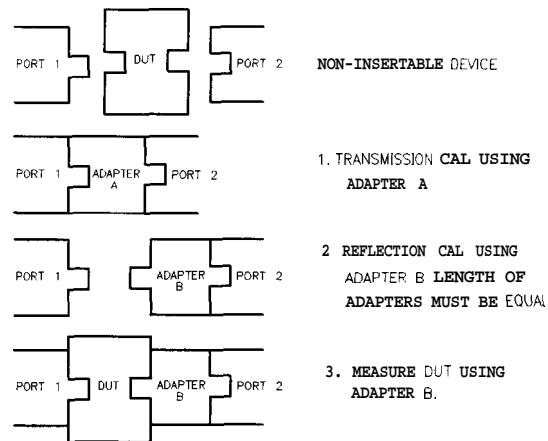 PORT 1
DUT
PORT 2
NON-INSERTABLE DEVICE
PORT 1
ADAPTER
A
PORT 2
1. TRANSMISSION CAL USING
ADAPTER A
PORT 1
ADAPTER
B
PORT 2
2 REFLECTION CAL USING
ADAPTER B LENGTH OF
ADAPTERS MUST BE EQUAL
PORT 1
DUT
ADAPTER
B
PORT 2
3. MEASURE DUT USING
ADAPTER B.